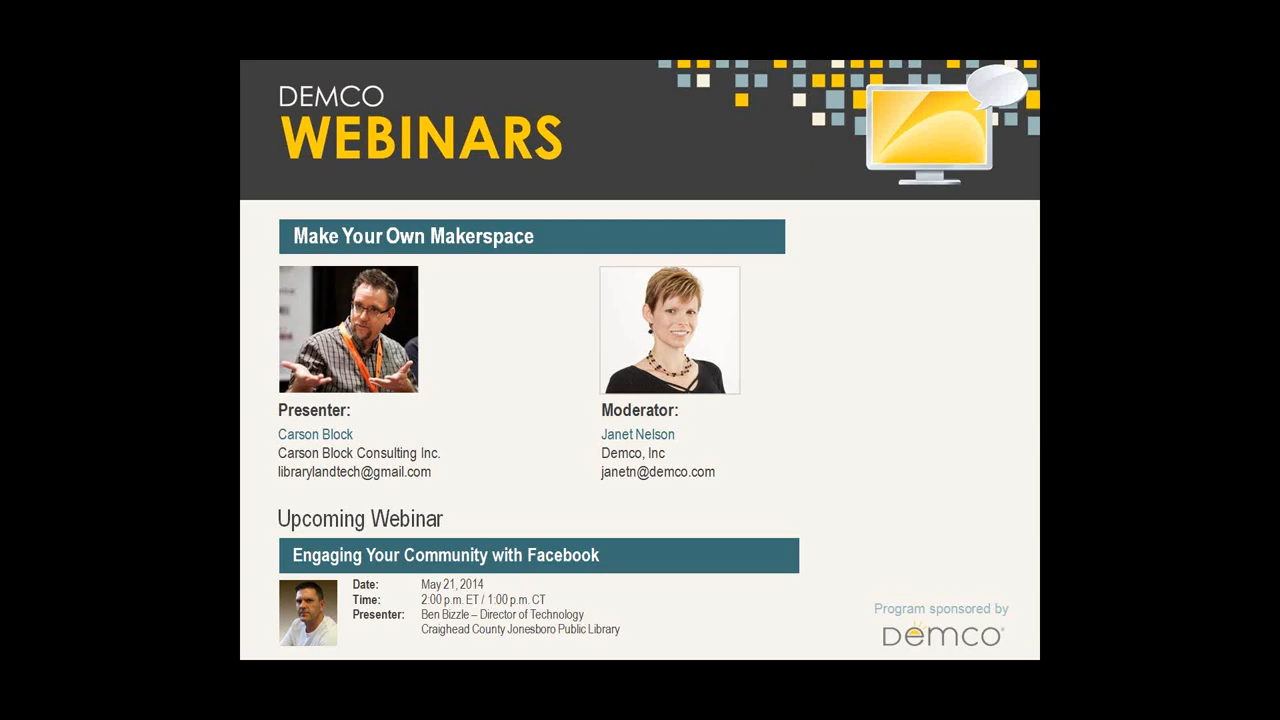 DEMCO
WEBINARS
Make Your Own Makerspace
Presenter:
Carson Block
Carson Block Consulting Inc.
librarylandtech@gmail.com
Moderator:
Janet Nelson
Demco, Inc
janetn@demco.com
Upcoming Webinar
Engaging Your Community with Facebook
Date: May 21, 2014
Time: 2:00 p.m. ET / 1:00 p.m. CT
Presenter: Ben Bizzle – Director of Technology
Craighead County Jonesboro Public Library
Program sponsored by
Demco